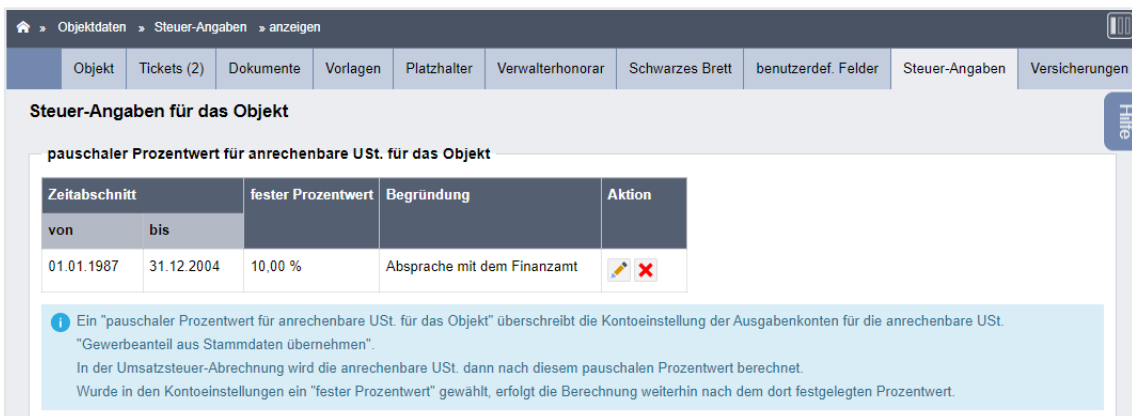 » Objektdaten » Steuer-Angaben » anzeigen
Objekt Tickets (2) Dokumente Vorlagen Platzhalter Verwalterhonorar Schwarzes Brett benutzerdef. Felder Steuer-Angaben Versicherungen
Hilfe
Steuer-Angaben für das Objekt
pauschaler Prozentwert für anrechenbare USt. für das Objekt
Zeitabschnitt fester Prozentwert Begründung Aktion
von bis
01.01.1987 31.12.2004 10,00 % Absprache mit dem Finanzamt
Ein "pauschaler Prozentwert für anrechenbare USt. für das Objekt" überschreibt die Kontoeinstellung der Ausgabenkonten für die anrechenbare USt.
"Gewerbeanteil aus Stammdaten übernehmen".
In der Umsatzsteuer-Abrechnung wird die anrechenbare USt. dann nach diesem pauschalen Prozentwert berechnet.
Wurde in den Kontoeinstellungen ein "fester Prozentwert" gewählt, erfolgt die Berechnung weiterhin nach dem dort festgelegten Prozentwert.